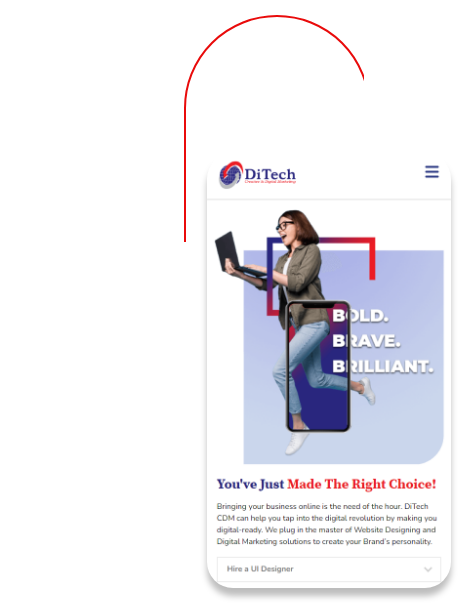 DiTech
Creative & Digital Marketing
BOLD.
BRAVE.
BRILLIANT.
You've Just Made The Right Choice!
Bringing your business online is the need of the hour. DiTech
CDM can help you tap into the digital revolution by making you
digital-ready. We plug in the master of Website Designing and
Digital Marketing solutions to create your Brand's personality.
Hire a UI Designer